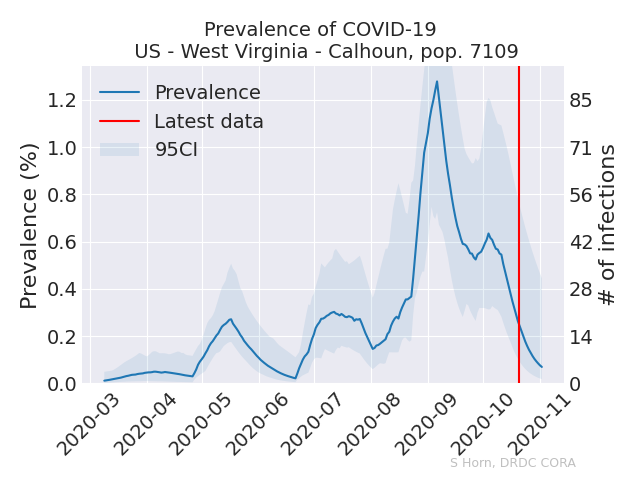 Prevalence of COVID-19
US - West Virginia - Calhoun, pop. 7109
Prevalence
Latest data
95CI
Prevalence (%)
1.2
1.0
0.8
0.6
0.4
0.2
0.0
# of infections
85
71
56
42
28
14
0
2020-03
2020-04
2020-05
2020-06
2020-07
2020-08
2020-09
2020-10
2020-11
S Horn, DRDC CORA